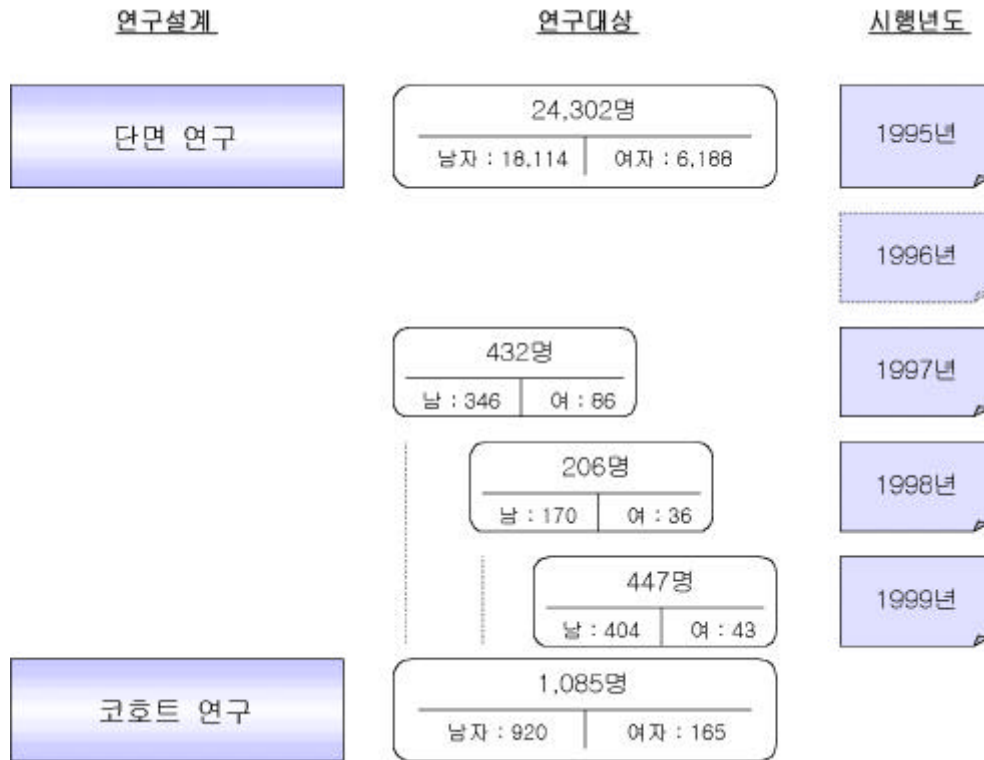 연구설계 연구대상 시행년도
단면 연구
24,302명
남자 : 18,114 여자 : 6,188
1995년
1996년
432명
남 : 346 여 : 86
1997년
206명
남 : 170 여 : 36
1998년
447명
남 : 404 여 : 43
1999년
코호트 연구
1,085명
남자 : 920 여자 : 165